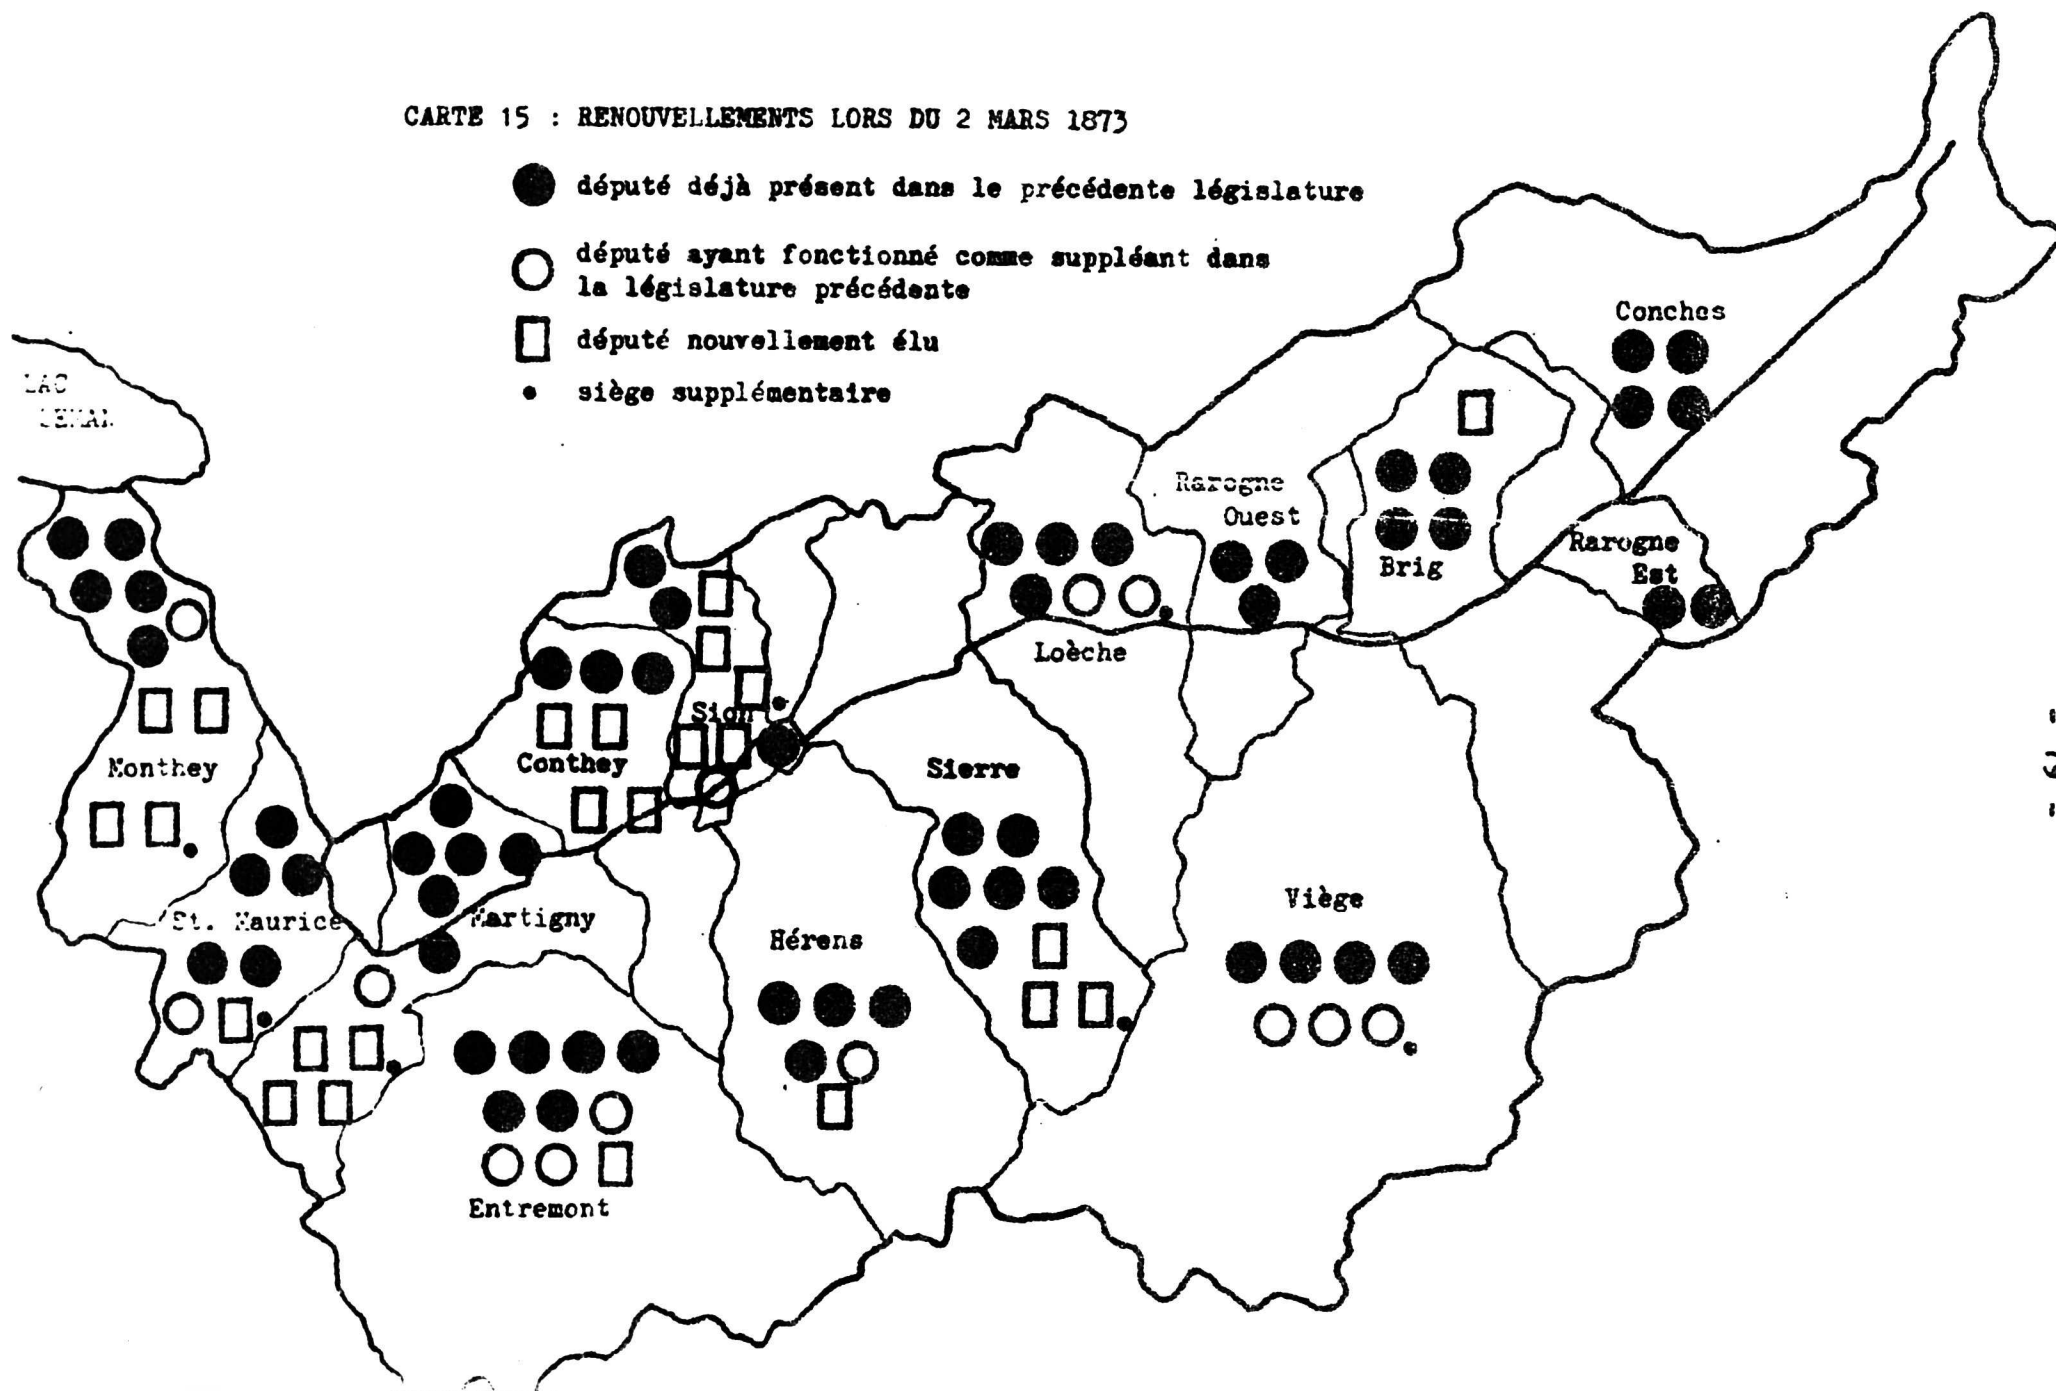 CARTE 15 : RENOUVELLEMENTS LORS DU 2 MARS 1873
député déjà présent dans le précédente législature
député ayant fonctionné comme suppléant dans
la législature précédente
député nouvellement élu
siège supplémentaire
LAC
LEMAN
Conches
Rarogne
Ouest
Brig
Rarogne
Est
Loèche
Sion
Conthey
Monthey
Sierre
St. Maurice
Martigny
Hérens
Viège
Entremont